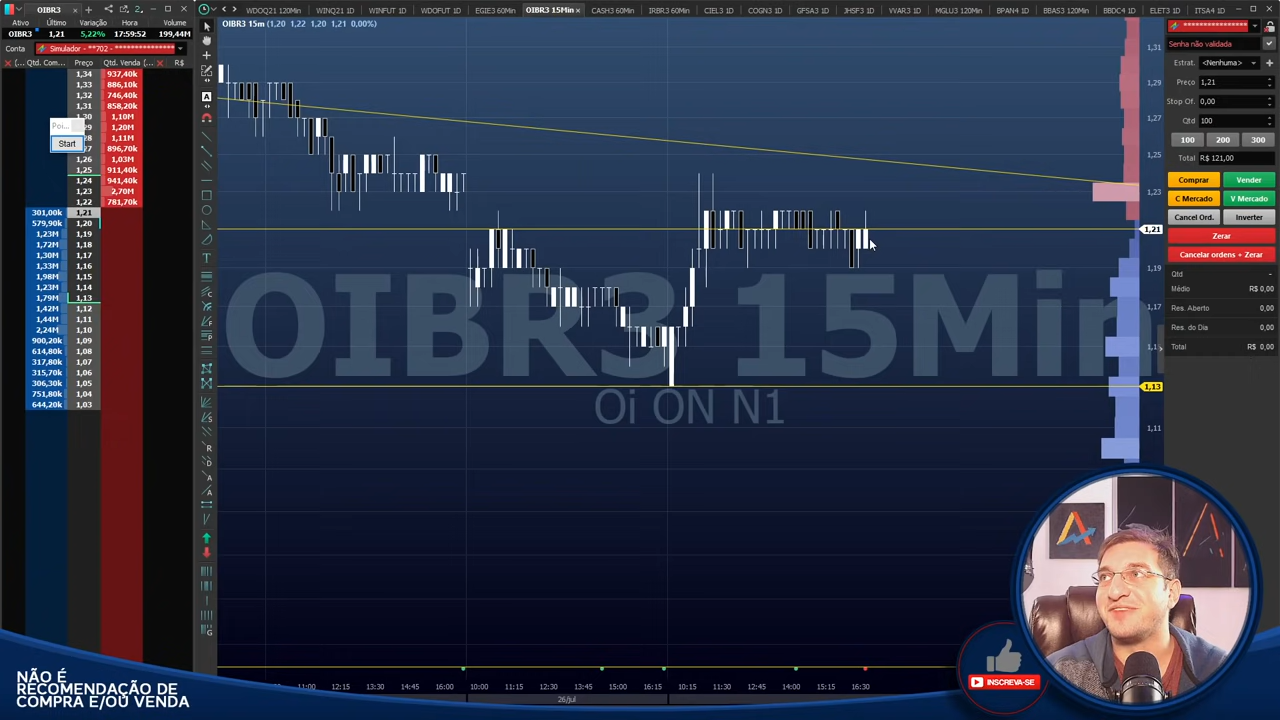 OIBR3
WDOQ21 120Min
WINQ21 1D
WDOFUT 1D
EGIE3 60Min
OIBR3 15Min
CASH3 60Min
IRBR3 60Min
CIEL3 1D
COGN3 1D
GFSA3 1D
JHSF3 1D
VVAR3 1D
WINFUT 1D
MGLU3 120Min
BPAN4 1D
BBAS3 120Min
BIDI4 1D
ELET3 1D
ITSA4 1D
Ativo Último Variação Hora Volume
OIBR3 1,21 5,22% 17:59:52 199,44M
Conta Simulador - **702 - ******************
Qtd. Com... Preço Qtd. Venda (... R$
1,34 937,40k
1,33 886,10k
1,32 746,40k
1,31 858,20k
1,30 1,10M
1,20M
1,11M
896,70k
1,26 1,03M
1,25 911,40k
1,24 941,40k
1,23 2,70M
1,22 781,70k
301,00k 1,21
579,90k 1,20
1,23M 1,19
1,72M 1,18
1,30M 1,17
1,33M 1,16
1,98M 1,15
1,23M 1,14
1,79M 1,13
1,42M 1,12
1,44M 1,11
2,24M 1,10
900,20k 1,09
614,80k 1,08
317,80k 1,07
315,70k 1,06
306,30k 1,05
751,80k 1,04
644,20k 1,03
Poi...
Start
OIBR3 15m (1,20 1,22 1,20 1,21 0,00%)
OIBR3 15Min
Oi ON N1
1,31
1,29
1,27
1,25
1,23
1,21
1,19
1,17
1,13
1,11
11:00 12:15 13:30 14:45 16:00 10:00 11:15 12:30 13:45 15:00 16:15 10:15 11:30 12:45 14:00 15:15 16:30
26/jul
Senha não validada
Estrat. <Nenhuma>
Preco 1,21
Stop Of. 0,00
Qtd 100
100 200 300
Total R$ 121,00
Comprar Vender
C Mercado V Mercado
Cancel Ord. Inverter
Zerar
Cancelar ordens + Zerar
Qtd -
Médio R$ 0,00
Res. Aberto 0,00
Res. do Dia 0,00
Total R$ 0,00
INSCREVA-SE
NÃO É
RECOMENDAÇÃO DE
COMPRA E/OU VENDA